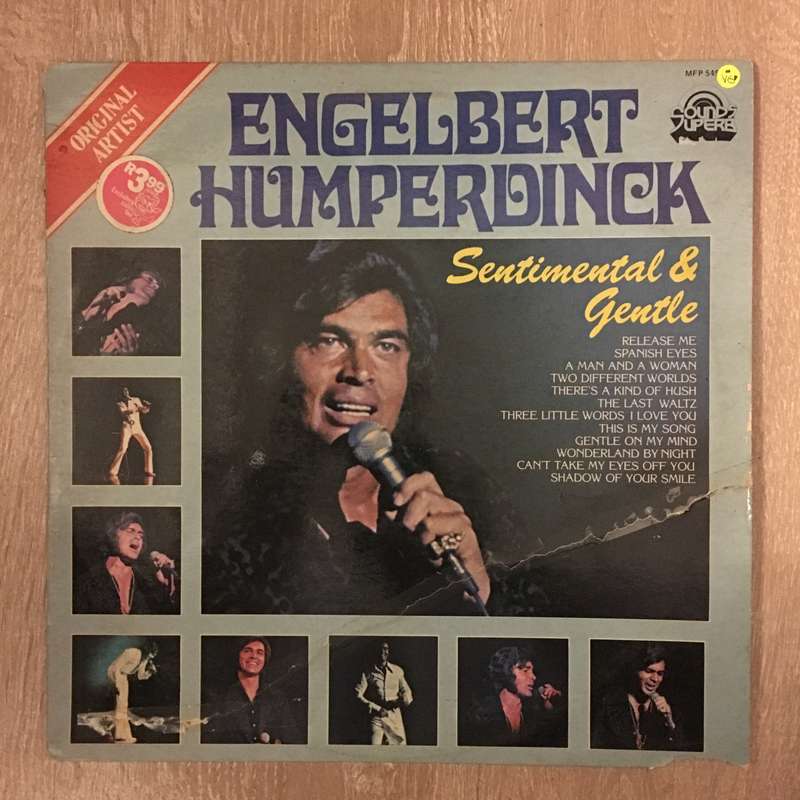 ORIGINAL
ARTIST
R3.99
MFP 54
SOUNDS
SUPERB
ENGELBERT
HUMPERDINCK
Sentimental &
Gentle
RELEASE ME
SPANISH EYES
A MAN AND A WOMAN
TWO DIFFERENT WORLDS
THERE'S A KIND OF HUSH
THE LAST WALTZ
THREE LITTLE WORDS I LOVE YOU
THIS IS MY SONG
GENTLE ON MY MIND
WONDERLAND BY NIGHT
CAN'T TAKE MY EYES OFF YOU
SHADOW OF YOUR SMILE